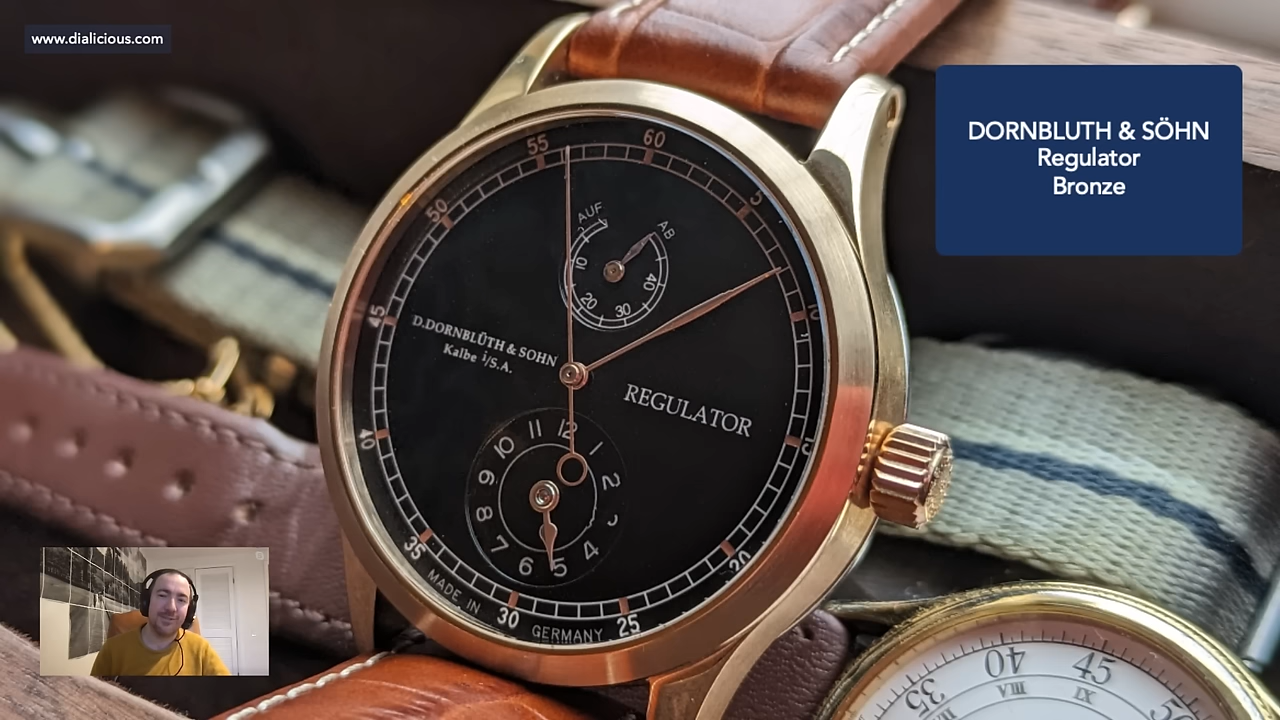 www.dialicious.com
DORNBLUTH & SÖHN
Regulator
Bronze
55
60
5
10
15
20
25
30
35
40
45
50
AUF
AB
10
20
30
40
D.DORNBLÜTH & SOHN
Kalbe i/S.A.
REGULATOR
12
1
2
4
5
6
7
8
9
10
11
MADE IN
GERMANY
35
40
45
VIII
IX